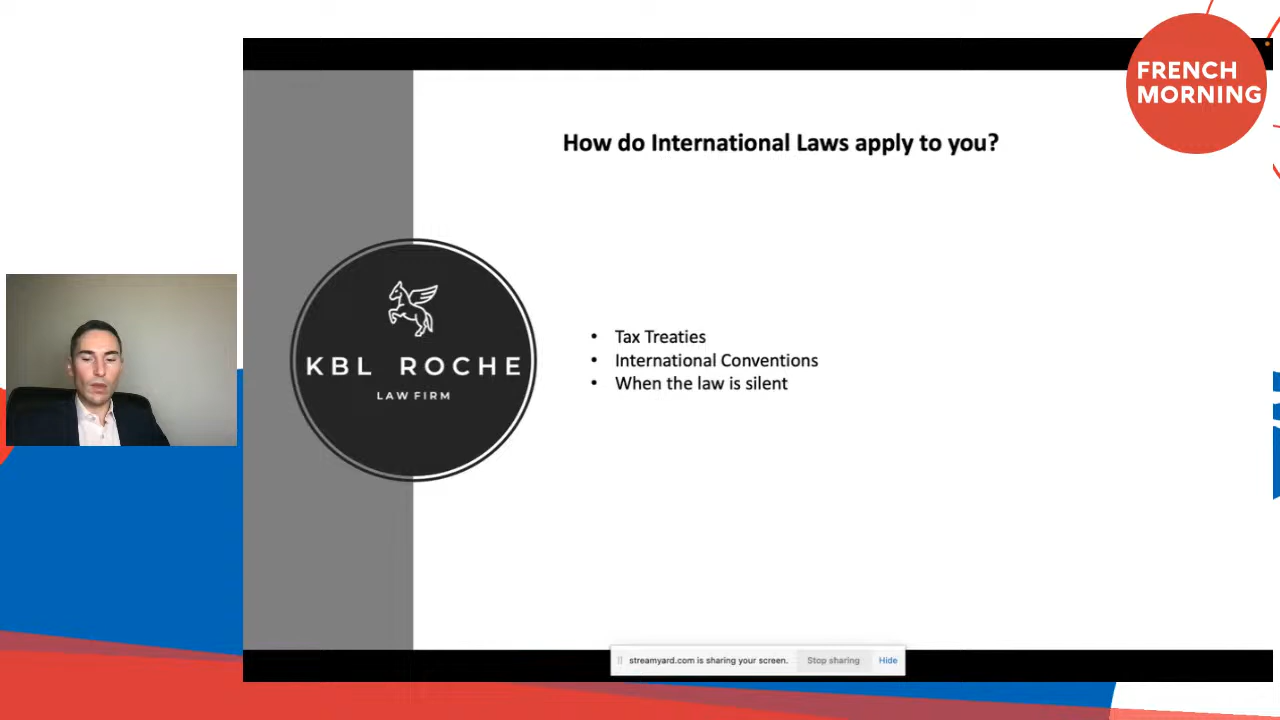 FRENCH
MORNING
How do International Laws apply to you?
KBL ROCHE
LAW FIRM
• Tax Treaties
• International Conventions
• When the law is silent
streamyard.com is sharing your screen. Stop sharing Hide